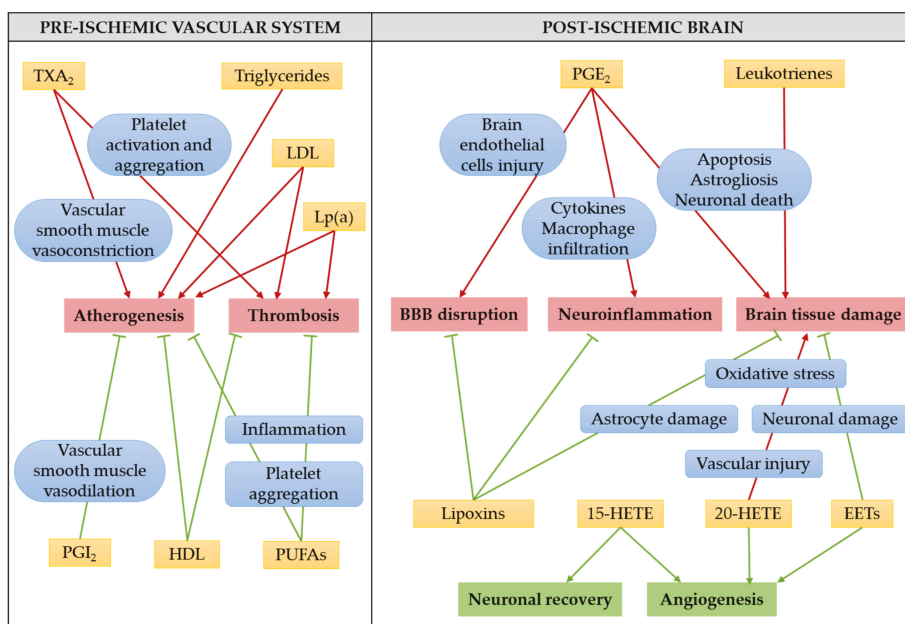 PRE-ISCHEMIC VASCULAR SYSTEM
POST-ISCHEMIC BRAIN
TXA₂
Triglycerides
Platelet
activation and
aggregation
LDL
Lp(a)
Vascular
smooth muscle
vasoconstriction
Atherogenesis
Thrombosis
Inflammation
Vascular
smooth muscle
vasodilation
Platelet
aggregation
PGI₂
HDL
PUFAs
PGE₂
Leukotrienes
Brain
endothelial
cells injury
Apoptosis
Astrogliosis
Neuronal death
Cytokines
Macrophage
infiltration
BBB disruption
Neuroinflammation
Brain tissue damage
Oxidative stress
Astrocyte damage
Neuronal damage
Vascular injury
Lipoxins
15-HETE
20-HETE
EETs
Neuronal recovery
Angiogenesis